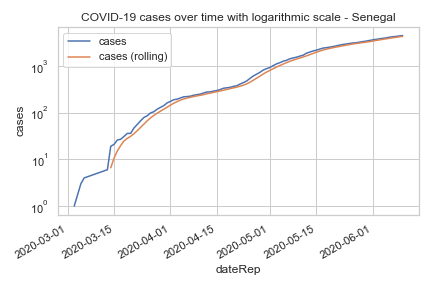 COVID-19 cases over time with logarithmic scale - Senegal
cases
cases (rolling)
10³
10²
10¹
10⁰
cases
2020-03-01
2020-03-15
2020-04-01
2020-04-15
2020-05-01
2020-05-15
2020-06-01
dateRep